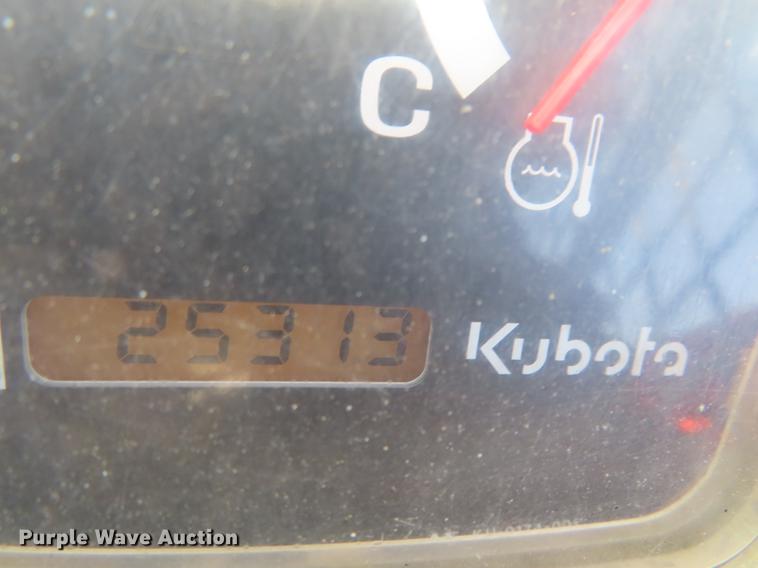 C
25313
Kubota
Purple Wave Auction